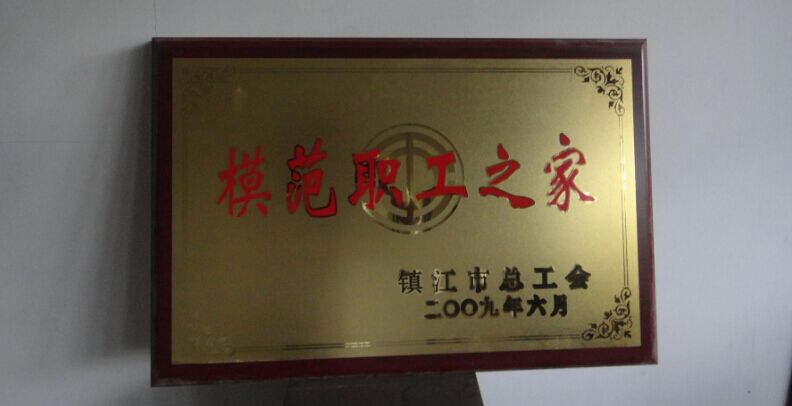 模范职工之家
镇江市总工会
二〇〇九年六月